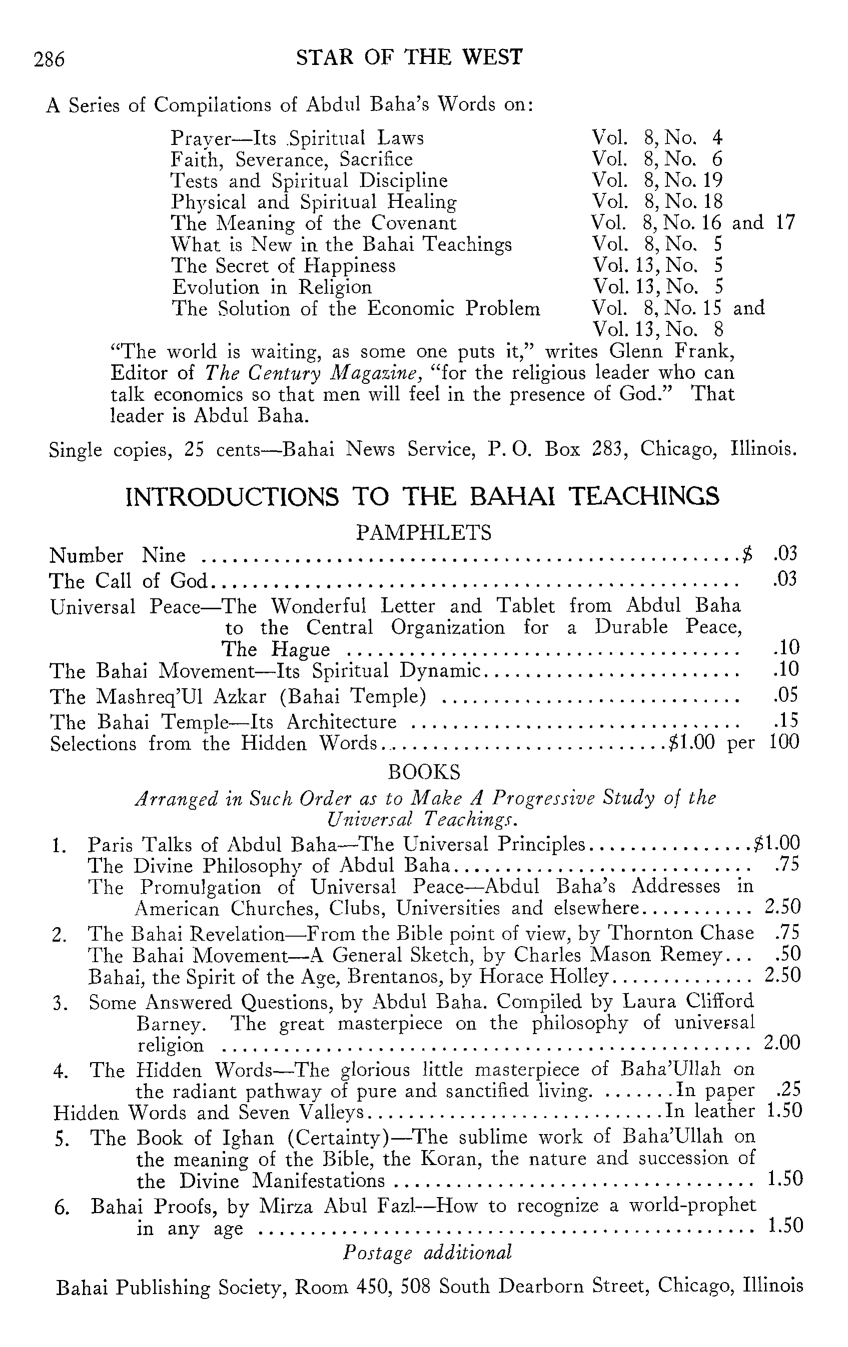 286 STAR OF THE WEST
A Series of Compilations of Abdul Baha's Words on:
Prayer—Its Spiritual Laws Vol. 8, No. 4
Faith, Severance, Sacrifice Vol. 8, No. 6
Tests and Spiritual Discipline Vol. 8, No. 19
Physical and Spiritual Healing Vol. 8, No. 18
The Meaning of the Covenant Vol. 8, No. 16 and 17
What is New in the Bahai Teachings Vol. 8, No. 5
The Secret of Happiness Vol. 13, No. 5
Evolution in Religion Vol. 13, No. 5
The Solution of the Economic Problem Vol. 8, No. 15 and
Vol. 13, No. 8
"The world is waiting, as some one puts it," writes Glenn Frank,
Editor of The Century Magazine, "for the religious leader who can
talk economics so that men will feel in the presence of God." That
leader is Abdul Baha.
Single copies, 25 cents—Bahai News Service, P. O. Box 283, Chicago, Illinois.
INTRODUCTIONS TO THE BAHAI TEACHINGS
PAMPHLETS
Number Nine ....................................................$ .03
The Call of God................................................... .03
Universal Peace—The Wonderful Letter and Tablet from Abdul Baha
to the Central Organization for a Durable Peace,
The Hague ...................................... .10
The Bahai Movement—Its Spiritual Dynamic......................... .10
The Mashreq'Ul Azkar (Bahai Temple) ............................. .05
The Bahai Temple—Its Architecture ................................ .15
Selections from the Hidden Words............................$1.00 per 100
BOOKS
Arranged in Such Order as to Make A Progressive Study of the
Universal Teachings.
1. Paris Talks of Abdul Baha—The Universal Principles................$1.00
The Divine Philosophy of Abdul Baha............................. .75
The Promulgation of Universal Peace—Abdul Baha's Addresses in
American Churches, Clubs, Universities and elsewhere........... 2.50
2. The Bahai Revelation—From the Bible point of view, by Thornton Chase .75
The Bahai Movement—A General Sketch, by Charles Mason Remey... .50
Bahai, the Spirit of the Age, Brentanos, by Horace Holley.............. 2.50
3. Some Answered Questions, by Abdul Baha. Compiled by Laura Clifford
Barney. The great masterpiece on the philosophy of universal
religion ................................................... 2.00
4. The Hidden Words—The glorious little masterpiece of Baha'Ullah on
the radiant pathway of pure and sanctified living. .......In paper .25
Hidden Words and Seven Valleys.............................In leather 1.50
5. The Book of Ighan (Certainty)—The sublime work of Baha'Ullah on
the meaning of the Bible, the Koran, the nature and succession of
the Divine Manifestations ................................... 1.50
6. Bahai Proofs, by Mirza Abul Fazl—How to recognize a world-prophet
in any age ................................................ 1.50
Postage additional
Bahai Publishing Society, Room 450, 508 South Dearborn Street, Chicago, Illinois